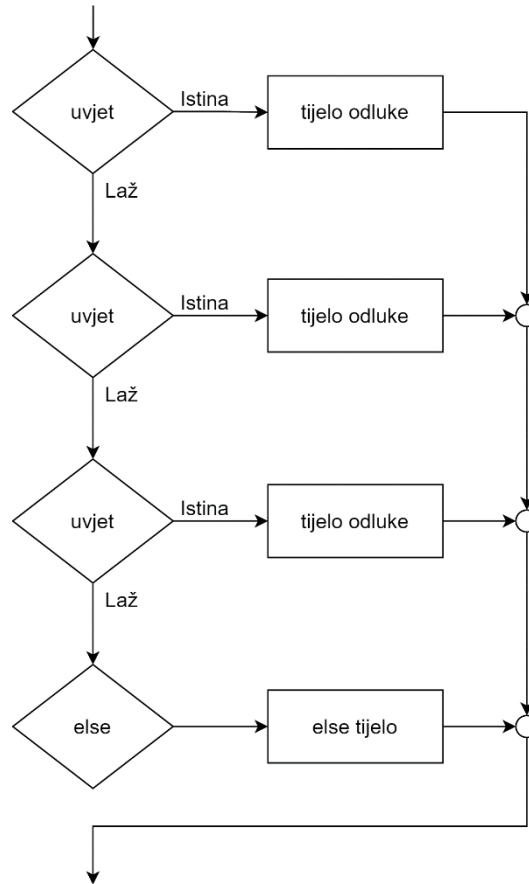 uvjet
Istina
tijelo odluke
Laž
uvjet
Istina
tijelo odluke
Laž
uvjet
Istina
tijelo odluke
Laž
else
else tijelo